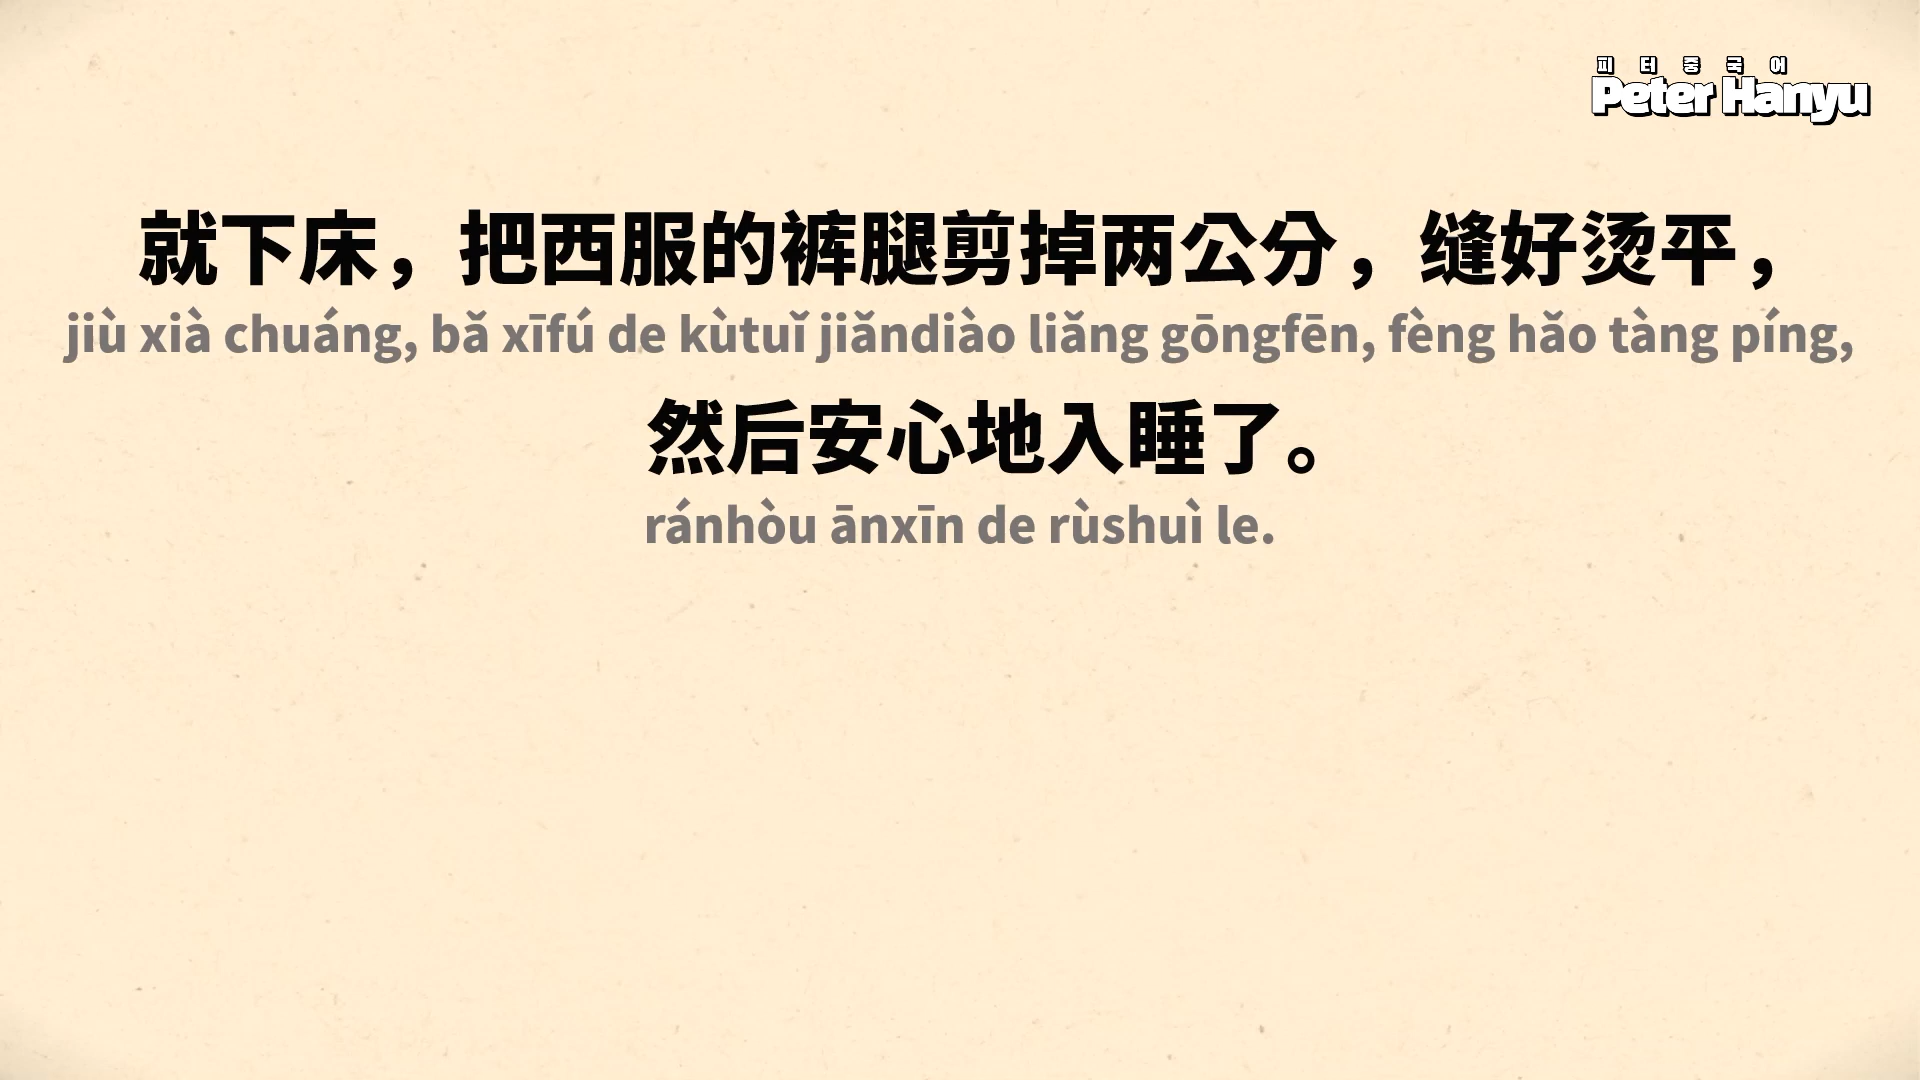 피터중국어
Peter Hanyu
就下床，把西服的裤腿剪掉两公分，缝好烫平，
jiù xià chuáng, bǎ xīfú de kùtuǐ jiǎndiào liǎng gōngfēn, fèng hǎo tàng píng,
然后安心地入睡了。
ránhòu ānxīn de rùshuì le.